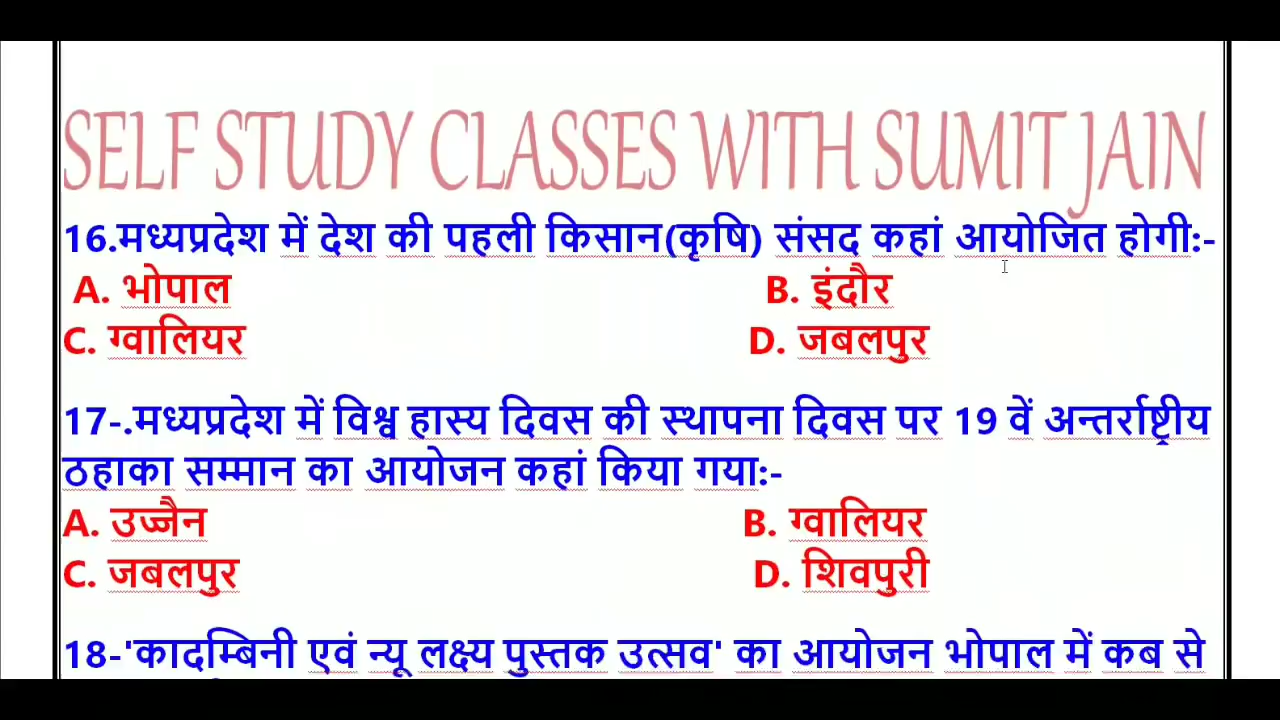 SELF STUDY CLASSES WITH SUMIT JAIN
16.मध्यप्रदेश में देश की पहली किसान(कृषि) संसद कहां आयोजित होगी:-
A. भोपाल B. इंदौर
C. ग्वालियर D. जबलपुर
17-.मध्यप्रदेश में विश्व हास्य दिवस की स्थापना दिवस पर 19 वें अन्तर्राष्ट्रीय
ठहाका सम्मान का आयोजन कहां किया गया:-
A. उज्जैन B. ग्वालियर
C. जबलपुर D. शिवपुरी
18-'कादम्बिनी एवं न्यू लक्ष्य पुस्तक उत्सव' का आयोजन भोपाल में कब से